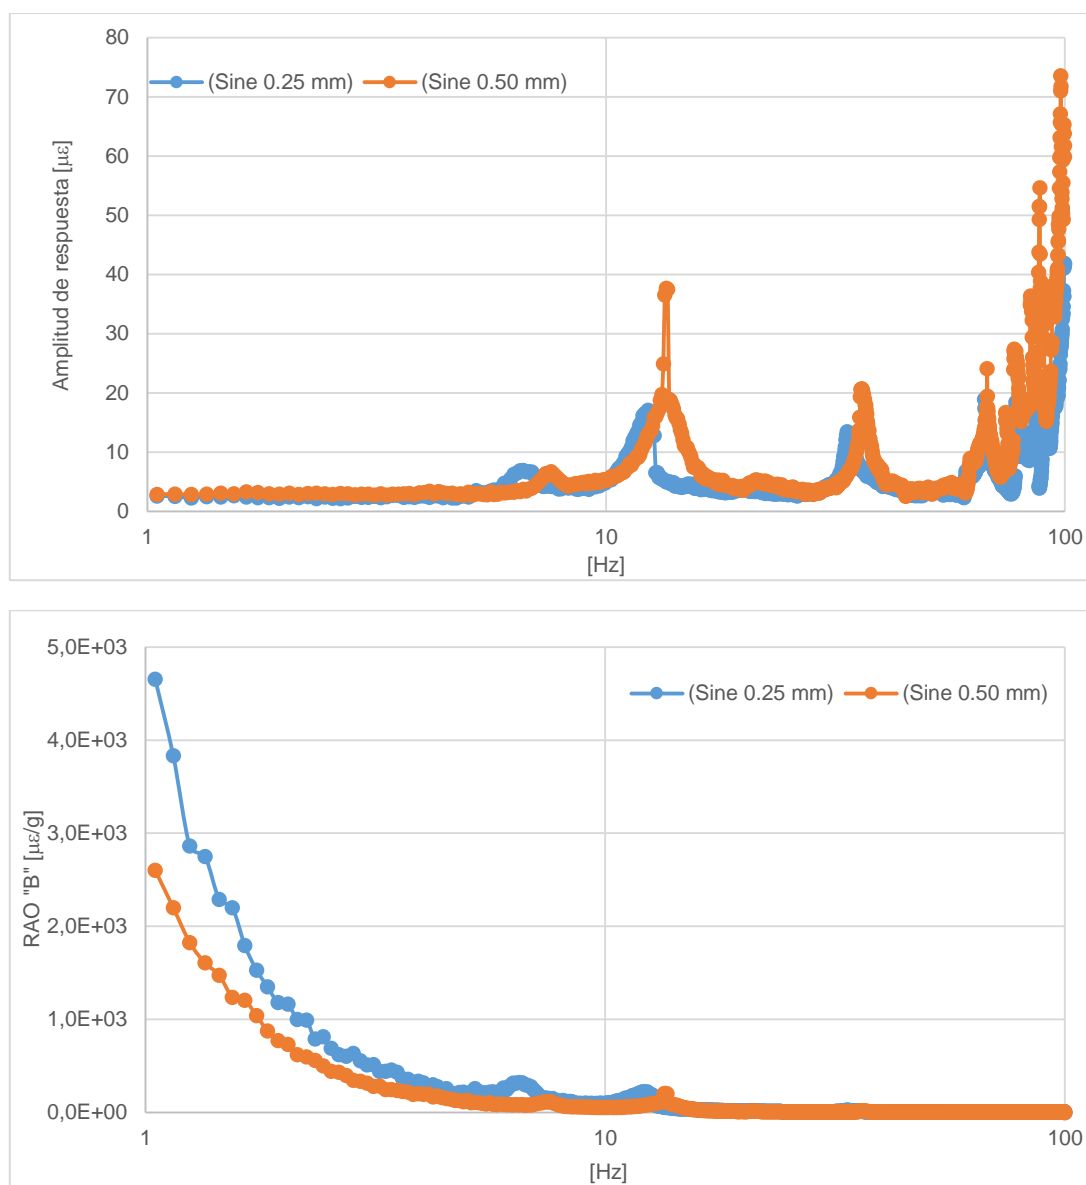 80
70
60
50
40
30
20
10
0
Amplitud de respuesta [με]
(Sine 0.25 mm) (Sine 0.50 mm)
1 10 100
[Hz]
5,0E+03
4,0E+03
3,0E+03
2,0E+03
1,0E+03
0,0E+00
RAO "B" [με/g]
(Sine 0.25 mm) (Sine 0.50 mm)
1 10 100
[Hz]